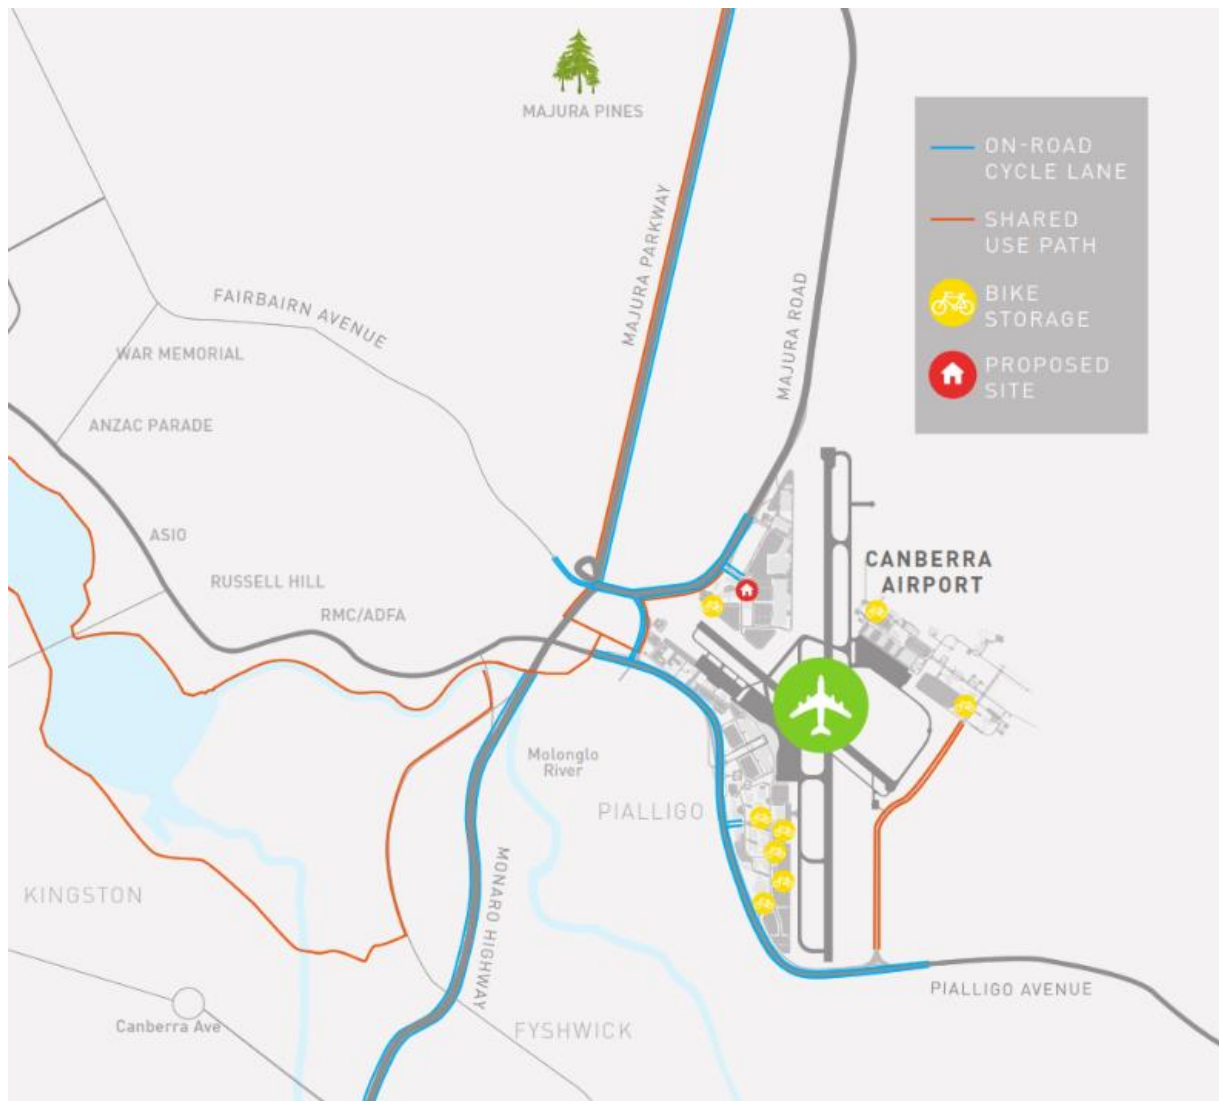 MAJURA PINES
ON-ROAD
CYCLE LANE
SHARED
USE PATH
BIKE
STORAGE
PROPOSED
SITE
MAJURA PARKWAY
MAJURA ROAD
FAIRBAIRN AVENUE
WAR MEMORIAL
ANZAC PARADE
ASIO
RUSSELL HILL
RMC/ADFA
CANBERRA
AIRPORT
Molonglo
River
PIALLIGO
KINGSTON
MONARO HIGHWAY
PIALLIGO AVENUE
Canberra Ave
FYSHWICK